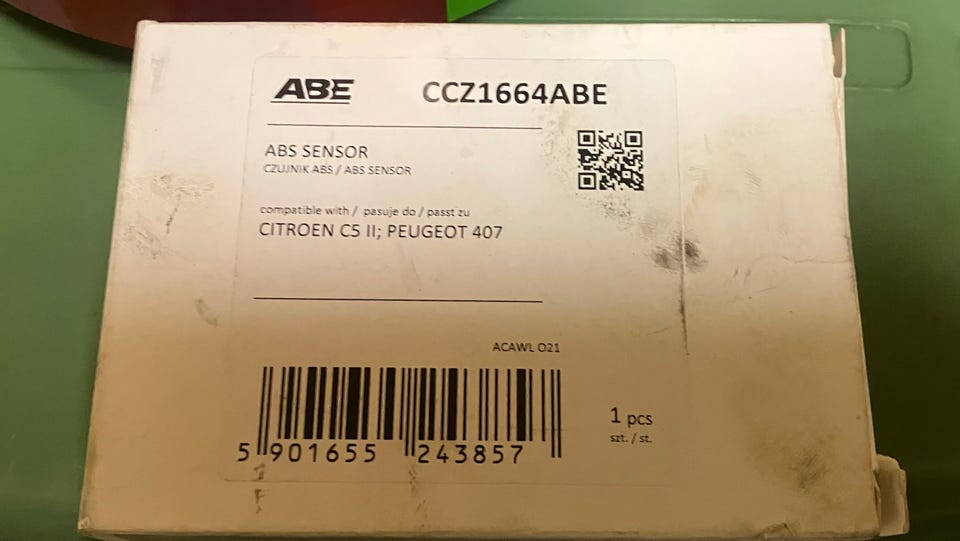 ABE CCZ1664ABE
ABS SENSOR
CZUJNIK ABS / ABS SENSOR
compatible with / pasuje do / passt zu
CITROEN C5 II; PEUGEOT 407
ACAWL O21
1 pcs
szt. / st.
5 901655 243857